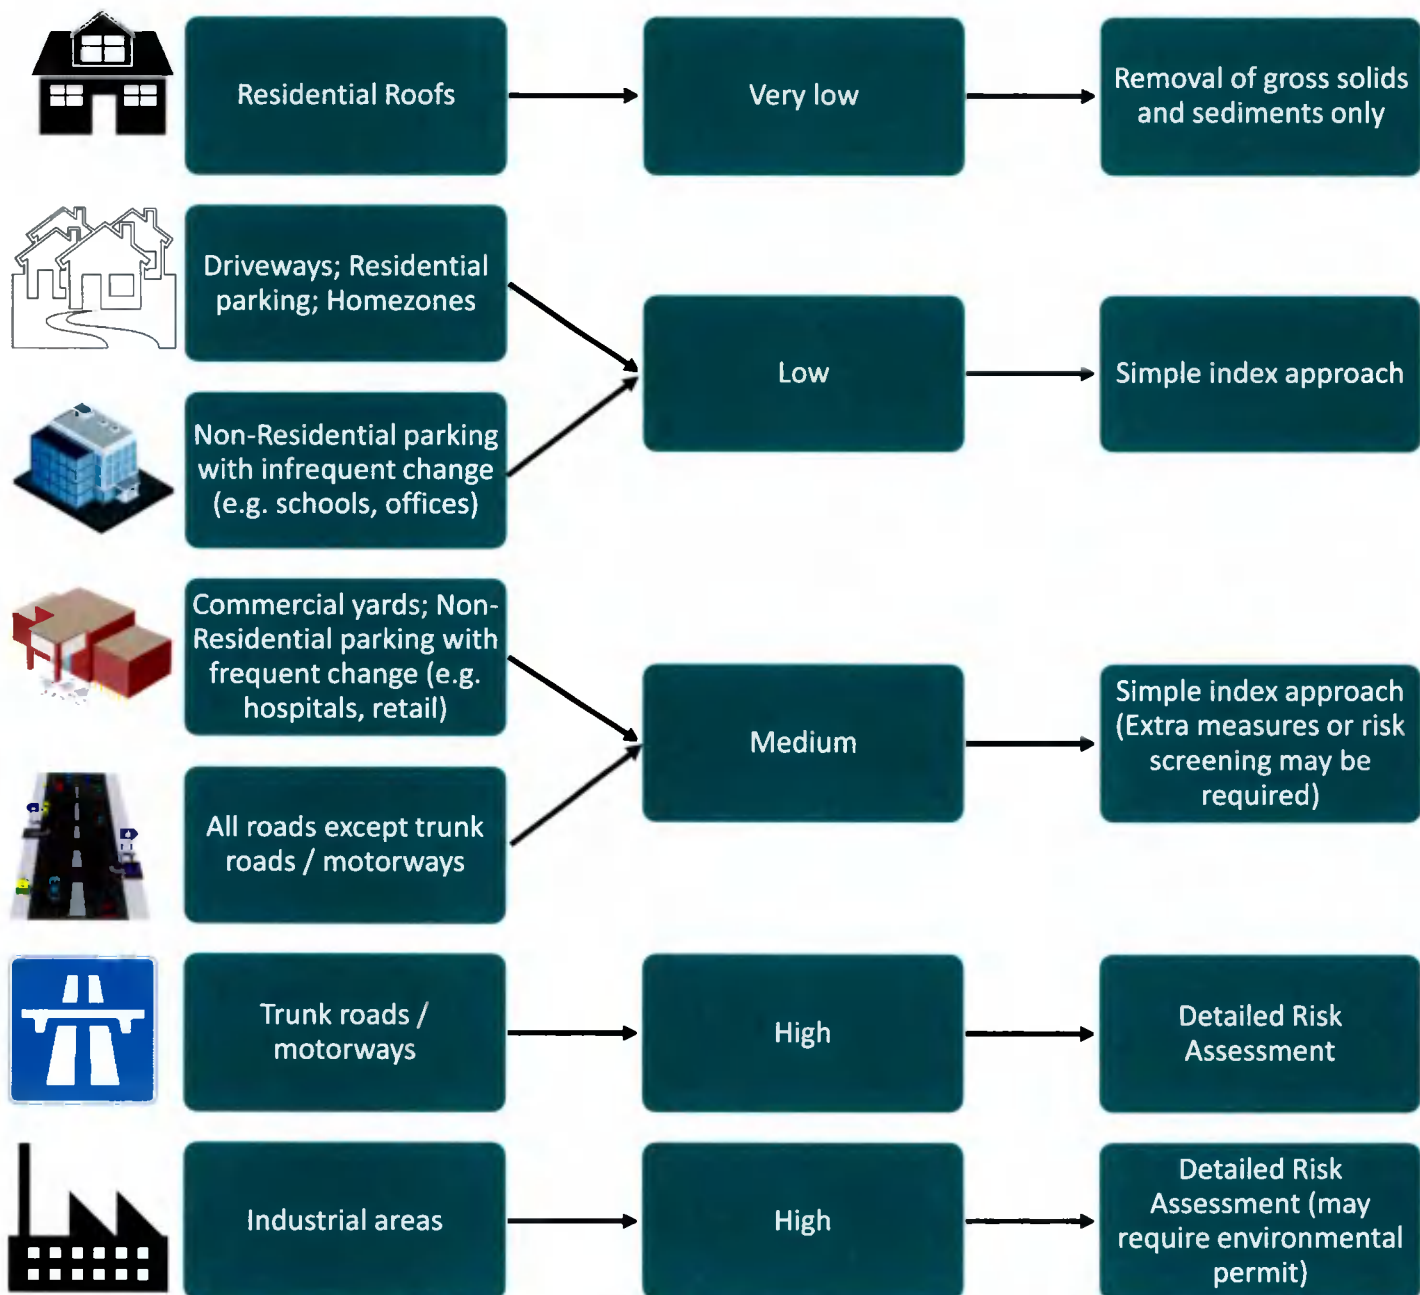 Residential Roofs
Very low
Removal of gross solids
and sediments only
Driveways; Residential
parking; Homezones
Low
Simple index approach
Non-Residential parking
with infrequent change
(e.g. schools, offices)
Commercial yards; Non-
Residential parking with
frequent change (e.g.
hospitals, retail)
Medium
Simple index approach
(Extra measures or risk
screening may be
required)
All roads except trunk
roads / motorways
Trunk roads /
motorways
High
Detailed Risk
Assessment
Industrial areas
High
Detailed Risk
Assessment (may
require environmental
permit)